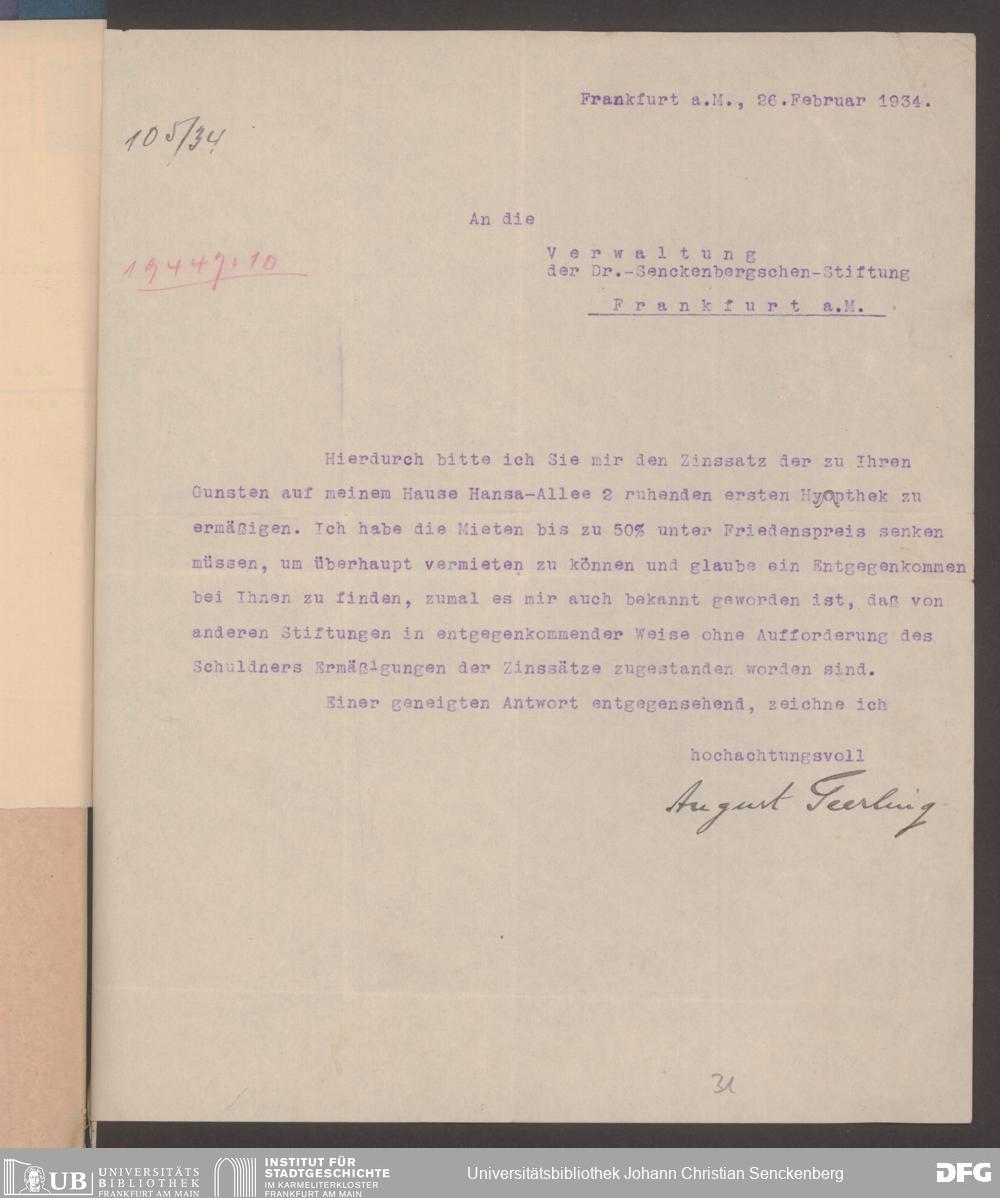 Frankfurt a.M., 26.Februar 1934.
105/34
An die
Verwaltung
der Dr.-Senckenbergschen-Stiftung
19447,10
Frankfurt a.M.
Hierdurch bitte ich Sie mir den Zinssatz der zu Ihren
Gunsten auf meinem Hause Hansa-Allee 2 ruhenden ersten Hyopthek zu
ermäßigen. Ich habe die Mieten bis zu 50% unter Friedenspreis senken
müssen, um überhaupt vermieten zu können und glaube ein Entgegenkommen
bei Ihnen zu finden, zumal es mir auch bekannt geworden ist, daß von
anderen Stiftungen in entgegenkommender Weise ohne Aufforderung des
Schuldners Ermäßigungen der Zinssätze zugestanden worden sind.
Einer geneigten Antwort entgegensehend, zeichne ich
hochachtungsvoll
August Teerling
31
UB UNIVERSITÄTS
BIBLIOTHEK
FRANKFURT AM MAIN
INSTITUT FÜR
STADTGESCHICHTE
IM KARMELITERKLOSTER
FRANKFURT AM MAIN
Universitätsbibliothek Johann Christian Senckenberg
DFG